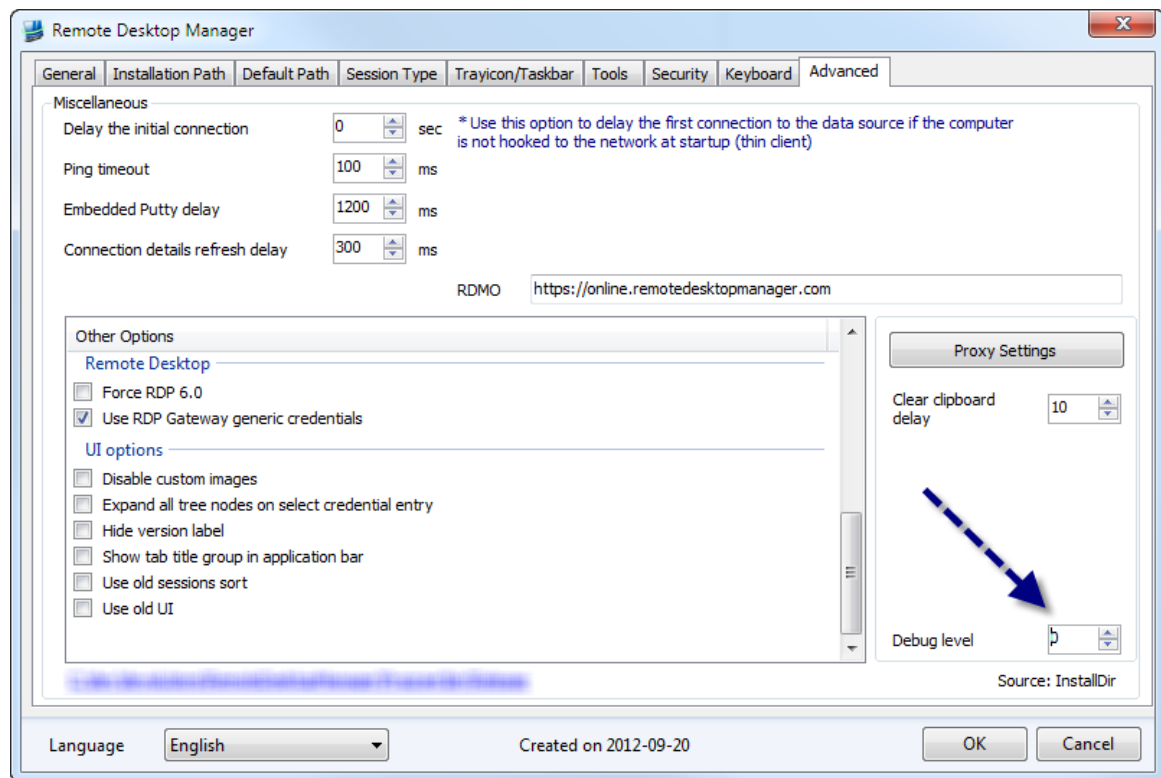 Remote Desktop Manager
General Installation Path Default Path Session Type Trayicon/Taskbar Tools Security Keyboard Advanced
Miscellaneous
Delay the initial connection 0 sec * Use this option to delay the first connection to the data source if the computer
is not hooked to the network at startup (thin client)
Ping timeout 100 ms
Embedded Putty delay 1200 ms
Connection details refresh delay 300 ms
RDMO https://online.remotedesktopmanager.com
Other Options
Remote Desktop
Force RDP 6.0
Use RDP Gateway generic credentials
UI options
Disable custom images
Expand all tree nodes on select credential entry
Hide version label
Show tab title group in application bar
Use old sessions sort
Use old UI
Proxy Settings
Clear clipboard
delay 10
Debug level
Source: InstallDir
Language English Created on 2012-09-20 OK Cancel